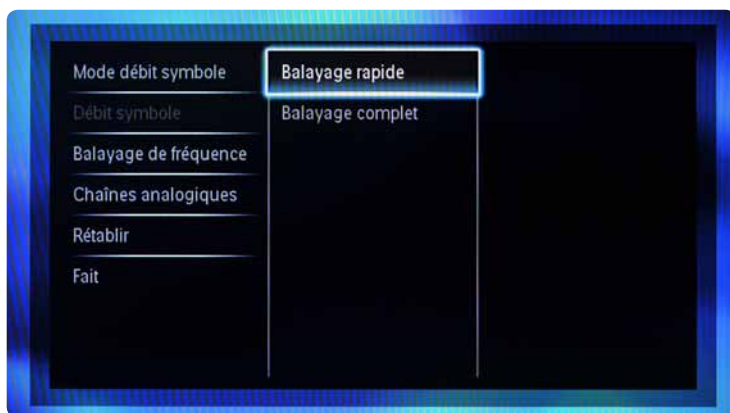 Mode débit symbole
Débit symbole
Balayage de fréquence
Chaînes analogiques
Rétablir
Fait
Balayage rapide
Balayage complet